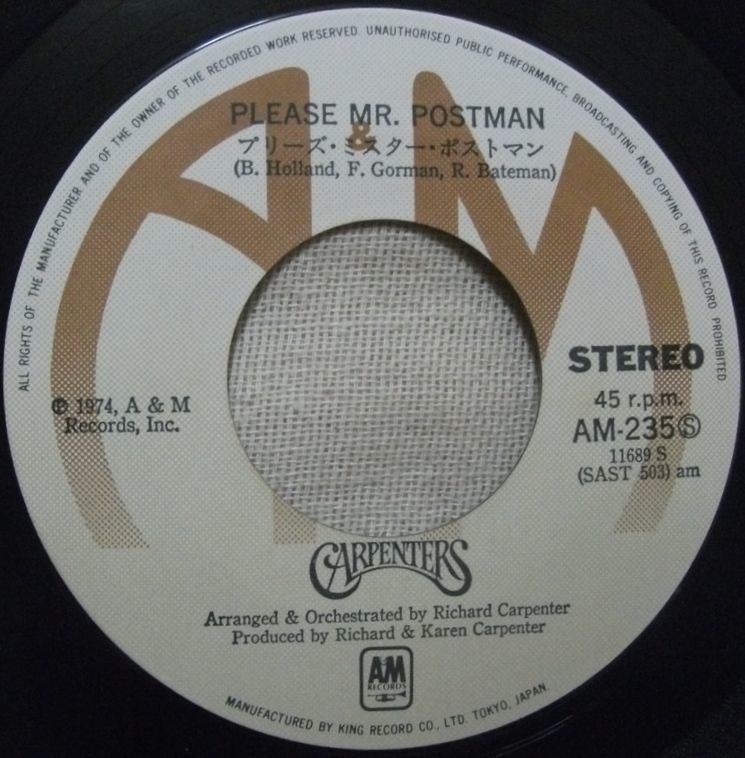 ALL RIGHTS OF THE MANUFACTURER AND OF THE OWNER OF THE RECORDED WORK RESERVED. UNAUTHORISED PUBLIC PERFORMANCE, BROADCASTING AND COPYING OF THIS RECORD PROHIBITED
A&M
PLEASE MR. POSTMAN
プリーズ・ミスター・ポストマン
(B. Holland, F. Gorman, R. Bateman)
STEREO
45 r.p.m.
AM-235Ⓢ
11689 S
(SAST 503) am
℗ 1974, A & M
Records, Inc.
CARPENTERS
Arranged & Orchestrated by Richard Carpenter
Produced by Richard & Karen Carpenter
A&M
RECORDS
MANUFACTURED BY KING RECORD CO., LTD. TOKYO, JAPAN.